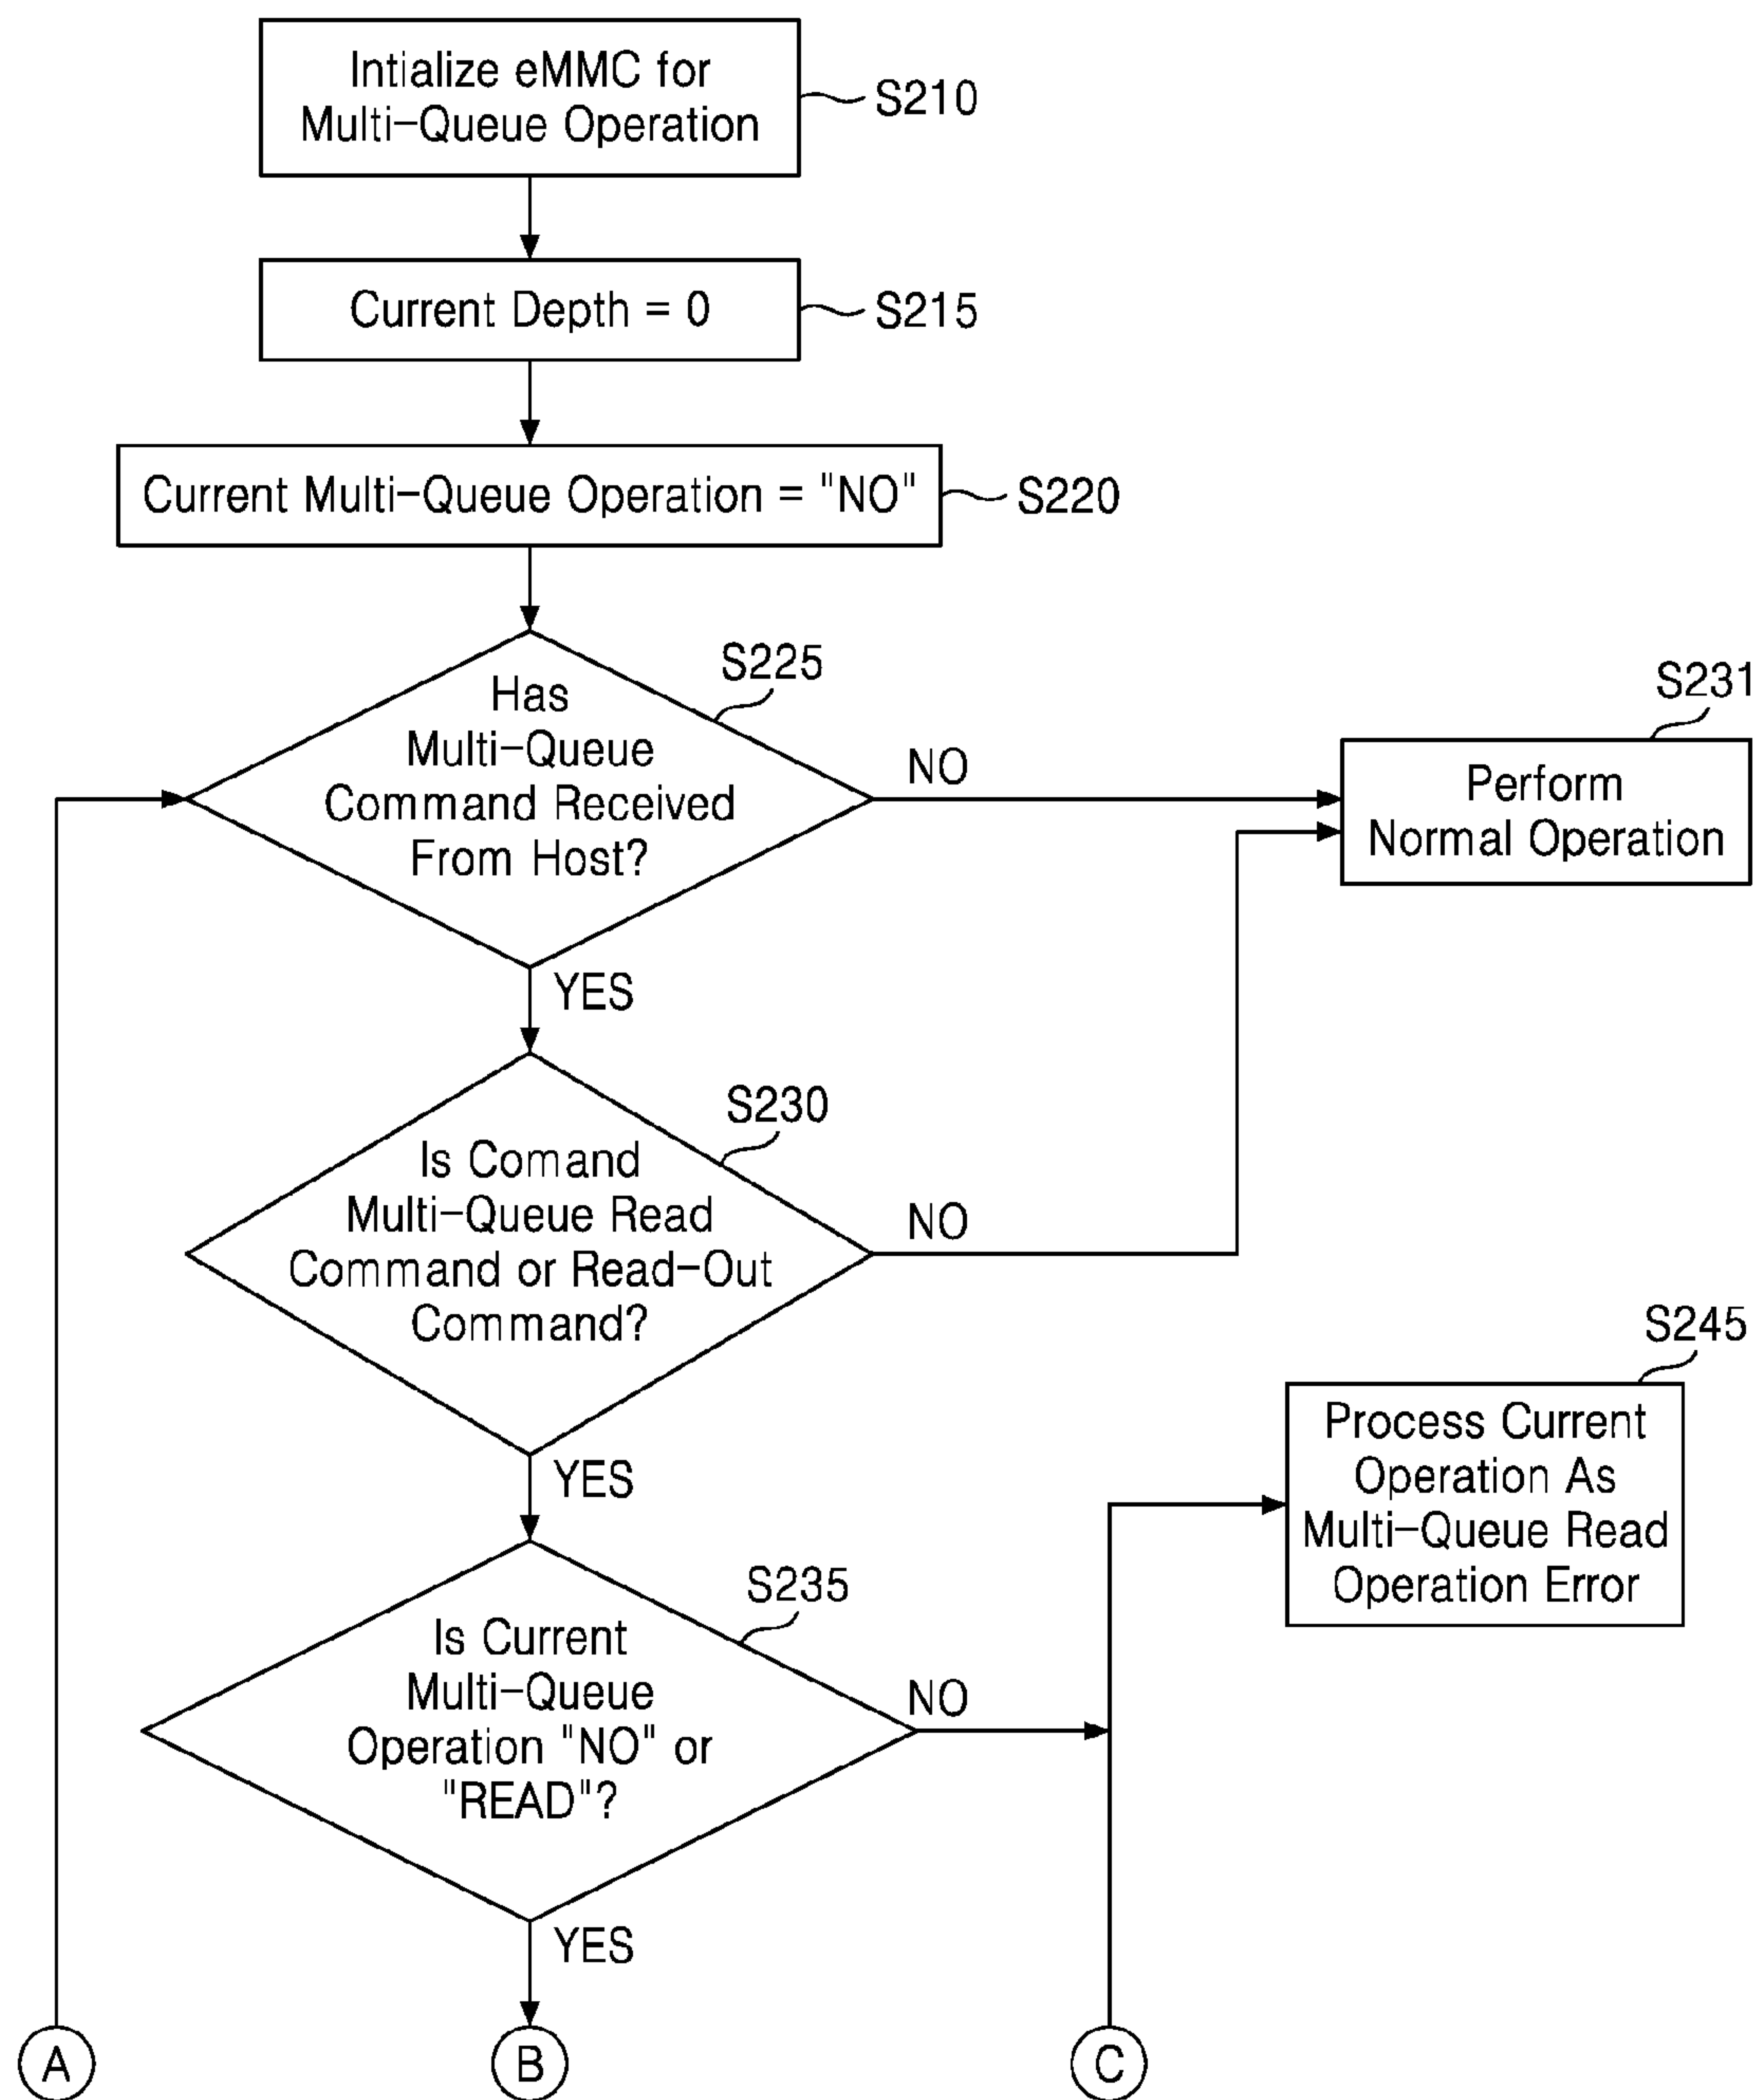 Intialize eMMC for
Multi-Queue Operation
S210
Current Depth = 0
S215
Current Multi-Queue Operation = "NO"
S220
S225
Has
Multi-Queue
Command Received
From Host?
NO
YES
S231
Perform
Normal Operation
S230
Is Comand
Multi-Queue Read
Command or Read-Out
Command?
NO
YES
S245
Process Current
Operation As
Multi-Queue Read
Operation Error
S235
Is Current
Multi-Queue
Operation "NO" or
"READ"?
NO
YES
A
B
C